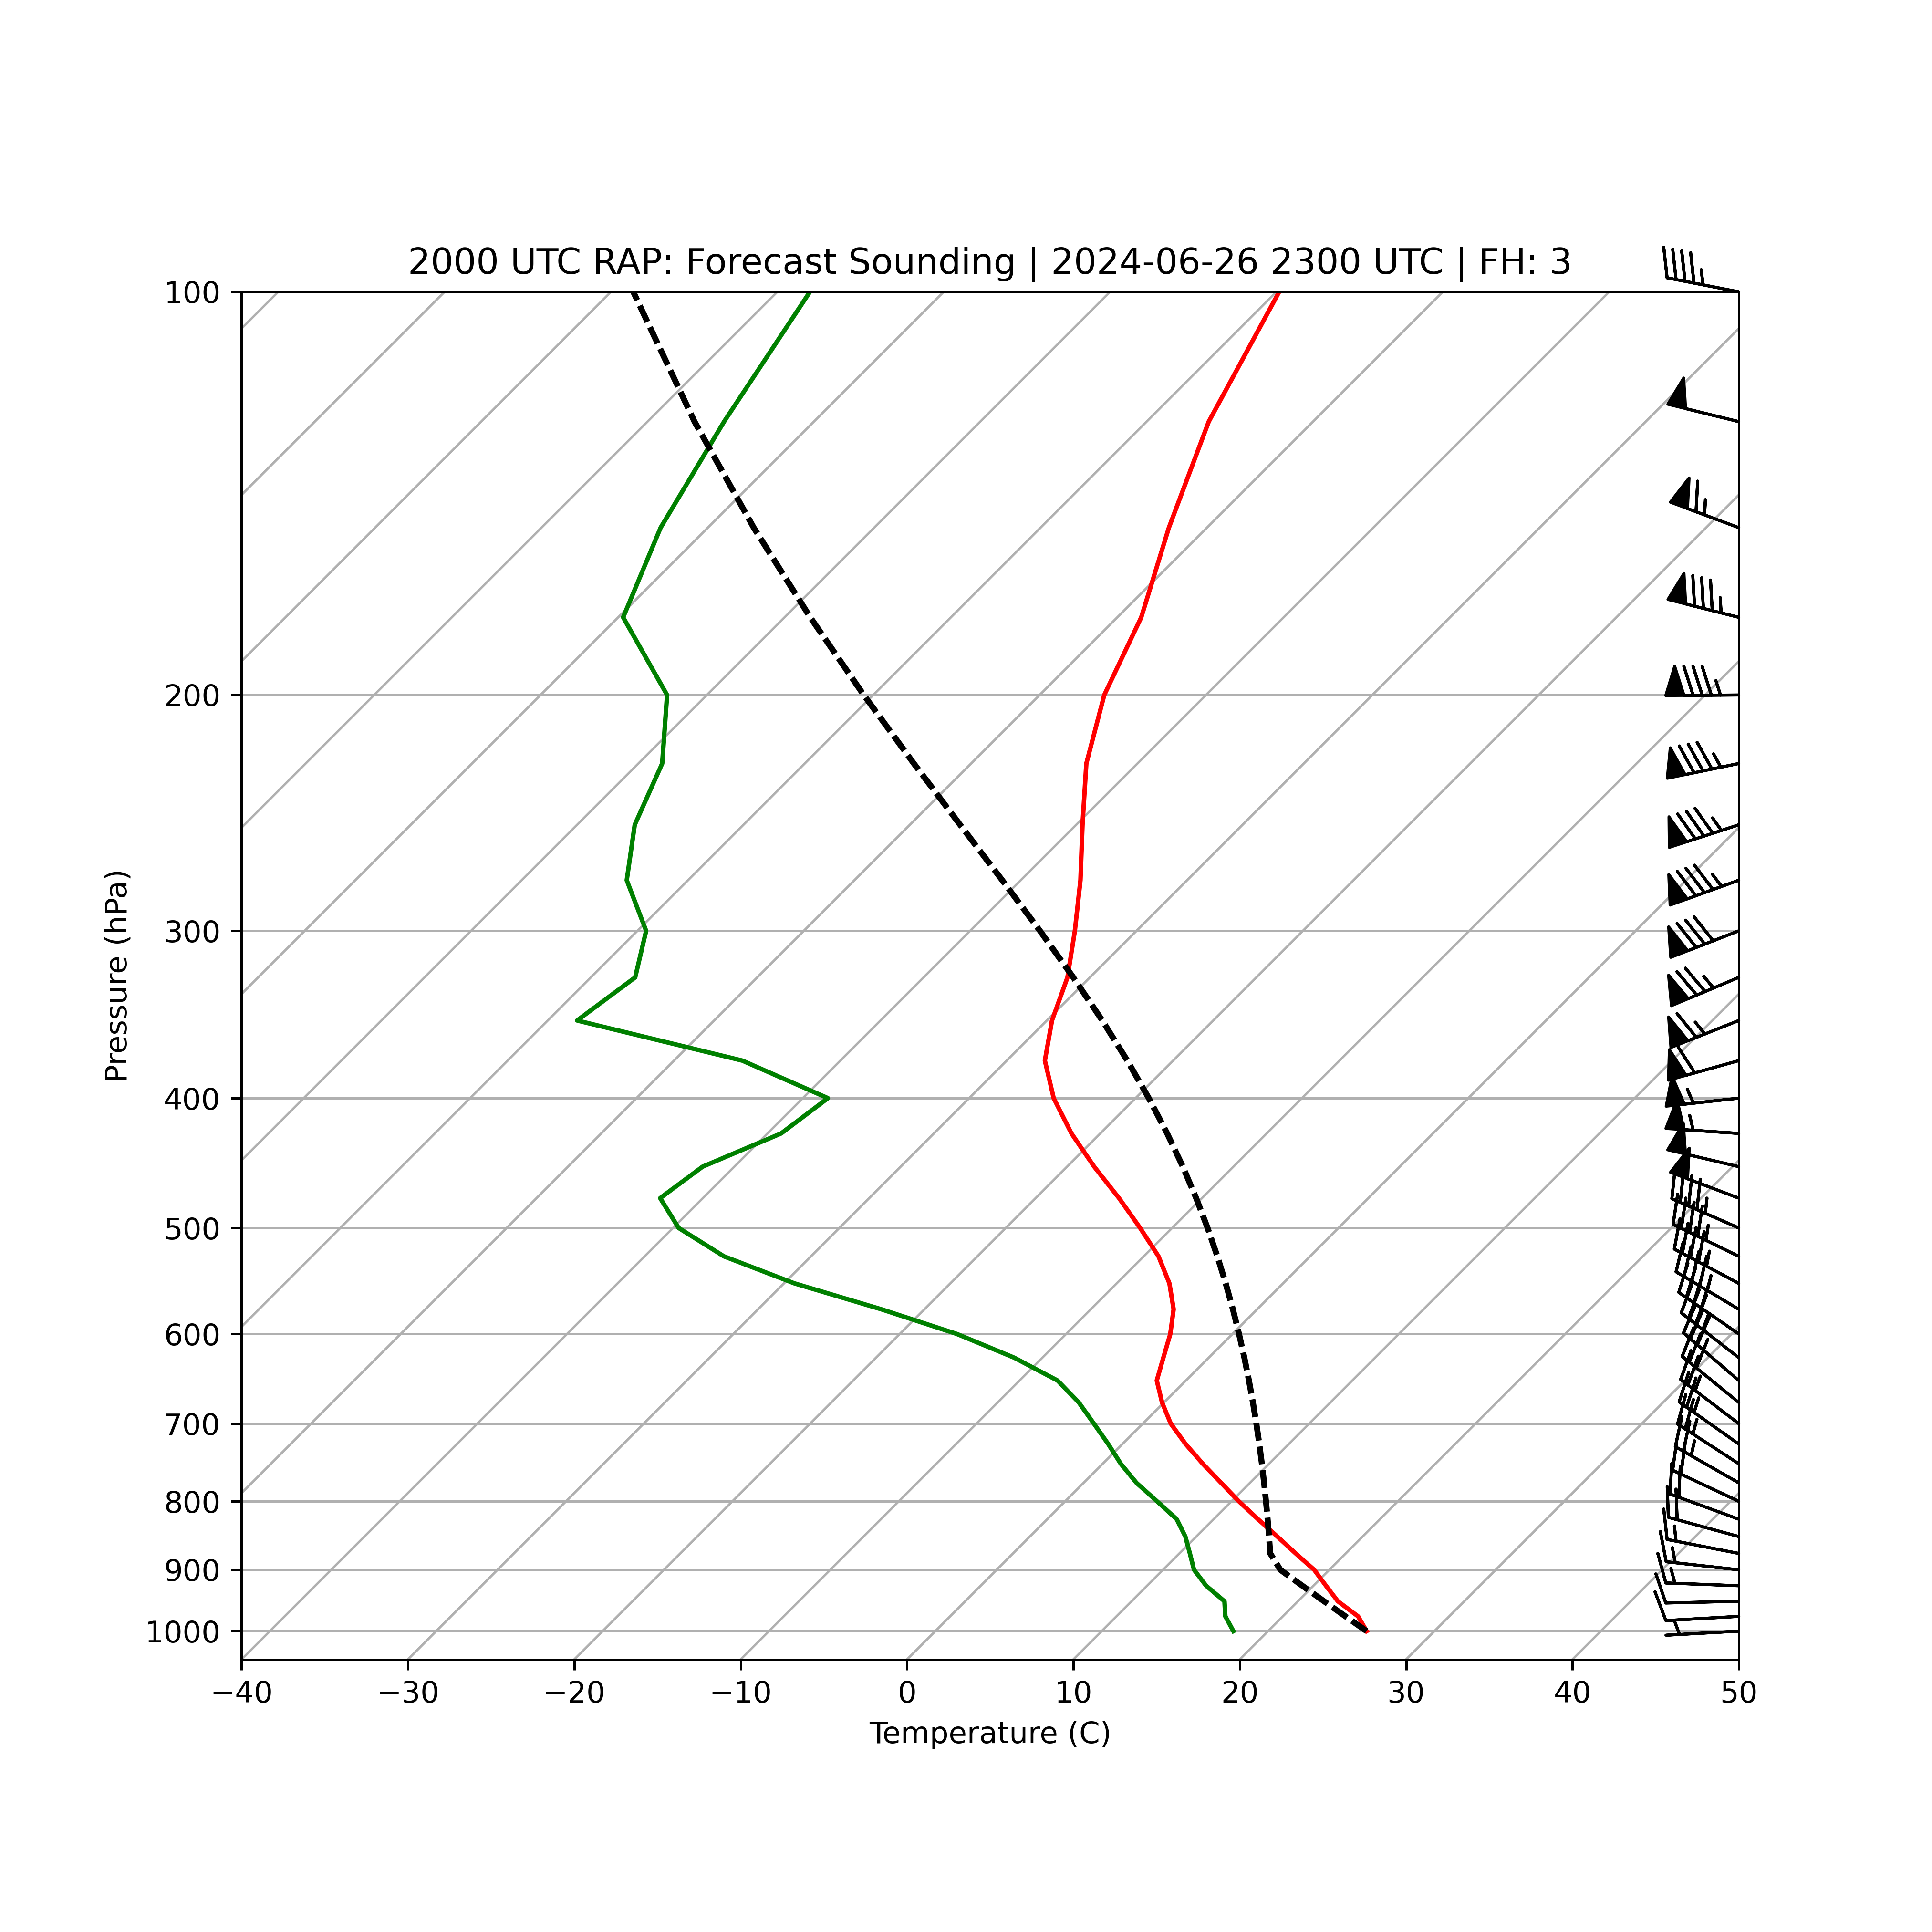 2000 UTC RAP: Forecast Sounding | 2024-06-26 2300 UTC | FH: 3
100
200
300
400
500
600
700
800
900
1000
Pressure (hPa)
−40 −30 −20 −10 0 10 20 30 40 50
Temperature (C)